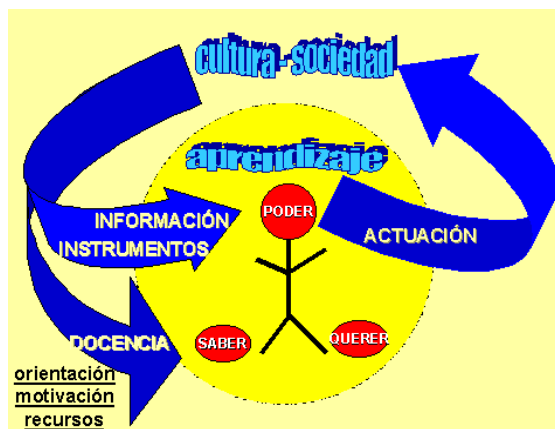 cultura - sociedad
aprendizaje
PODER
INFORMACIÓN
INSTRUMENTOS
ACTUACIÓN
DOCENCIA
SABER
QUERER
orientación
motivación
recursos